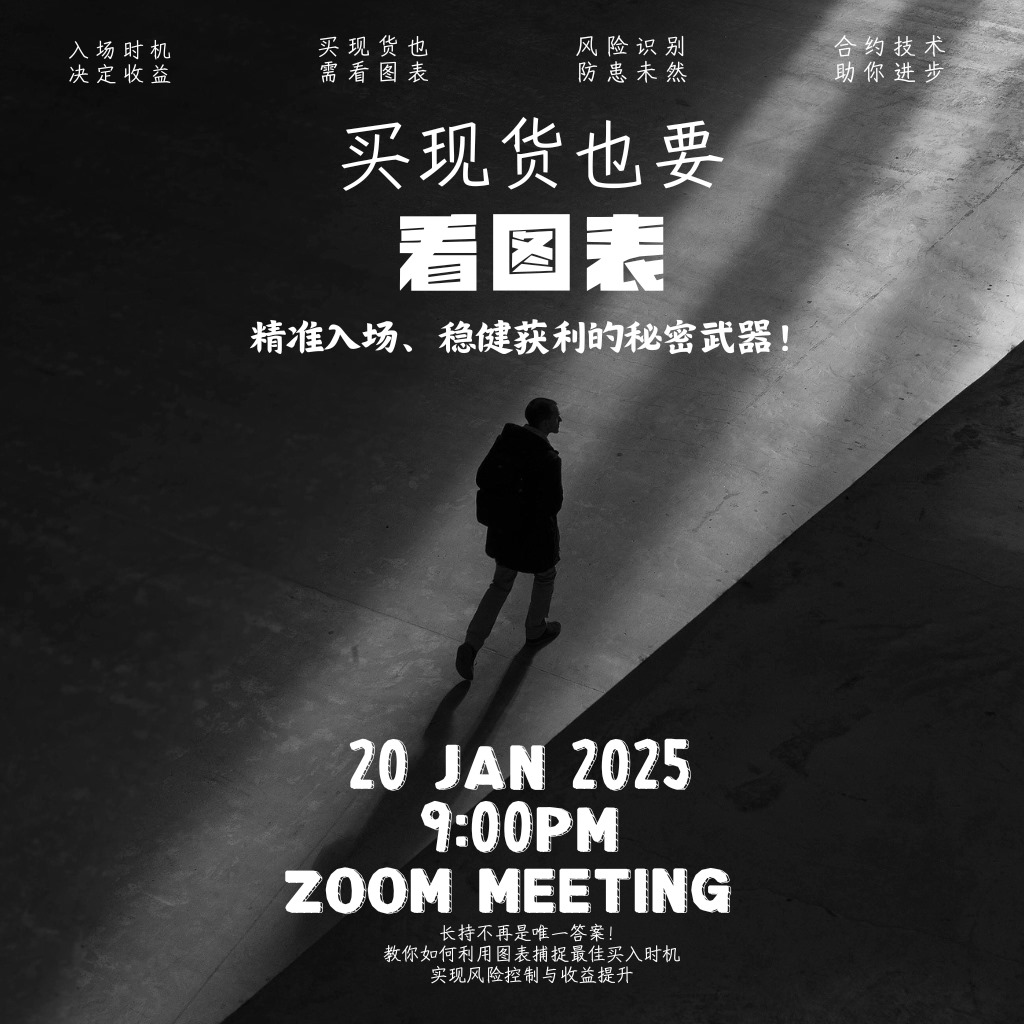 入场时机
决定收益
买现货也
需看图表
风险识别
防患未然
合约技术
助你进步
买现货也要
看图表
精准入场、稳健获利的秘密武器！
20 JAN 2025
9:00PM
ZOOM MEETING
长持不再是唯一答案！
教你如何利用图表捕捉最佳买入时机
实现风险控制与收益提升